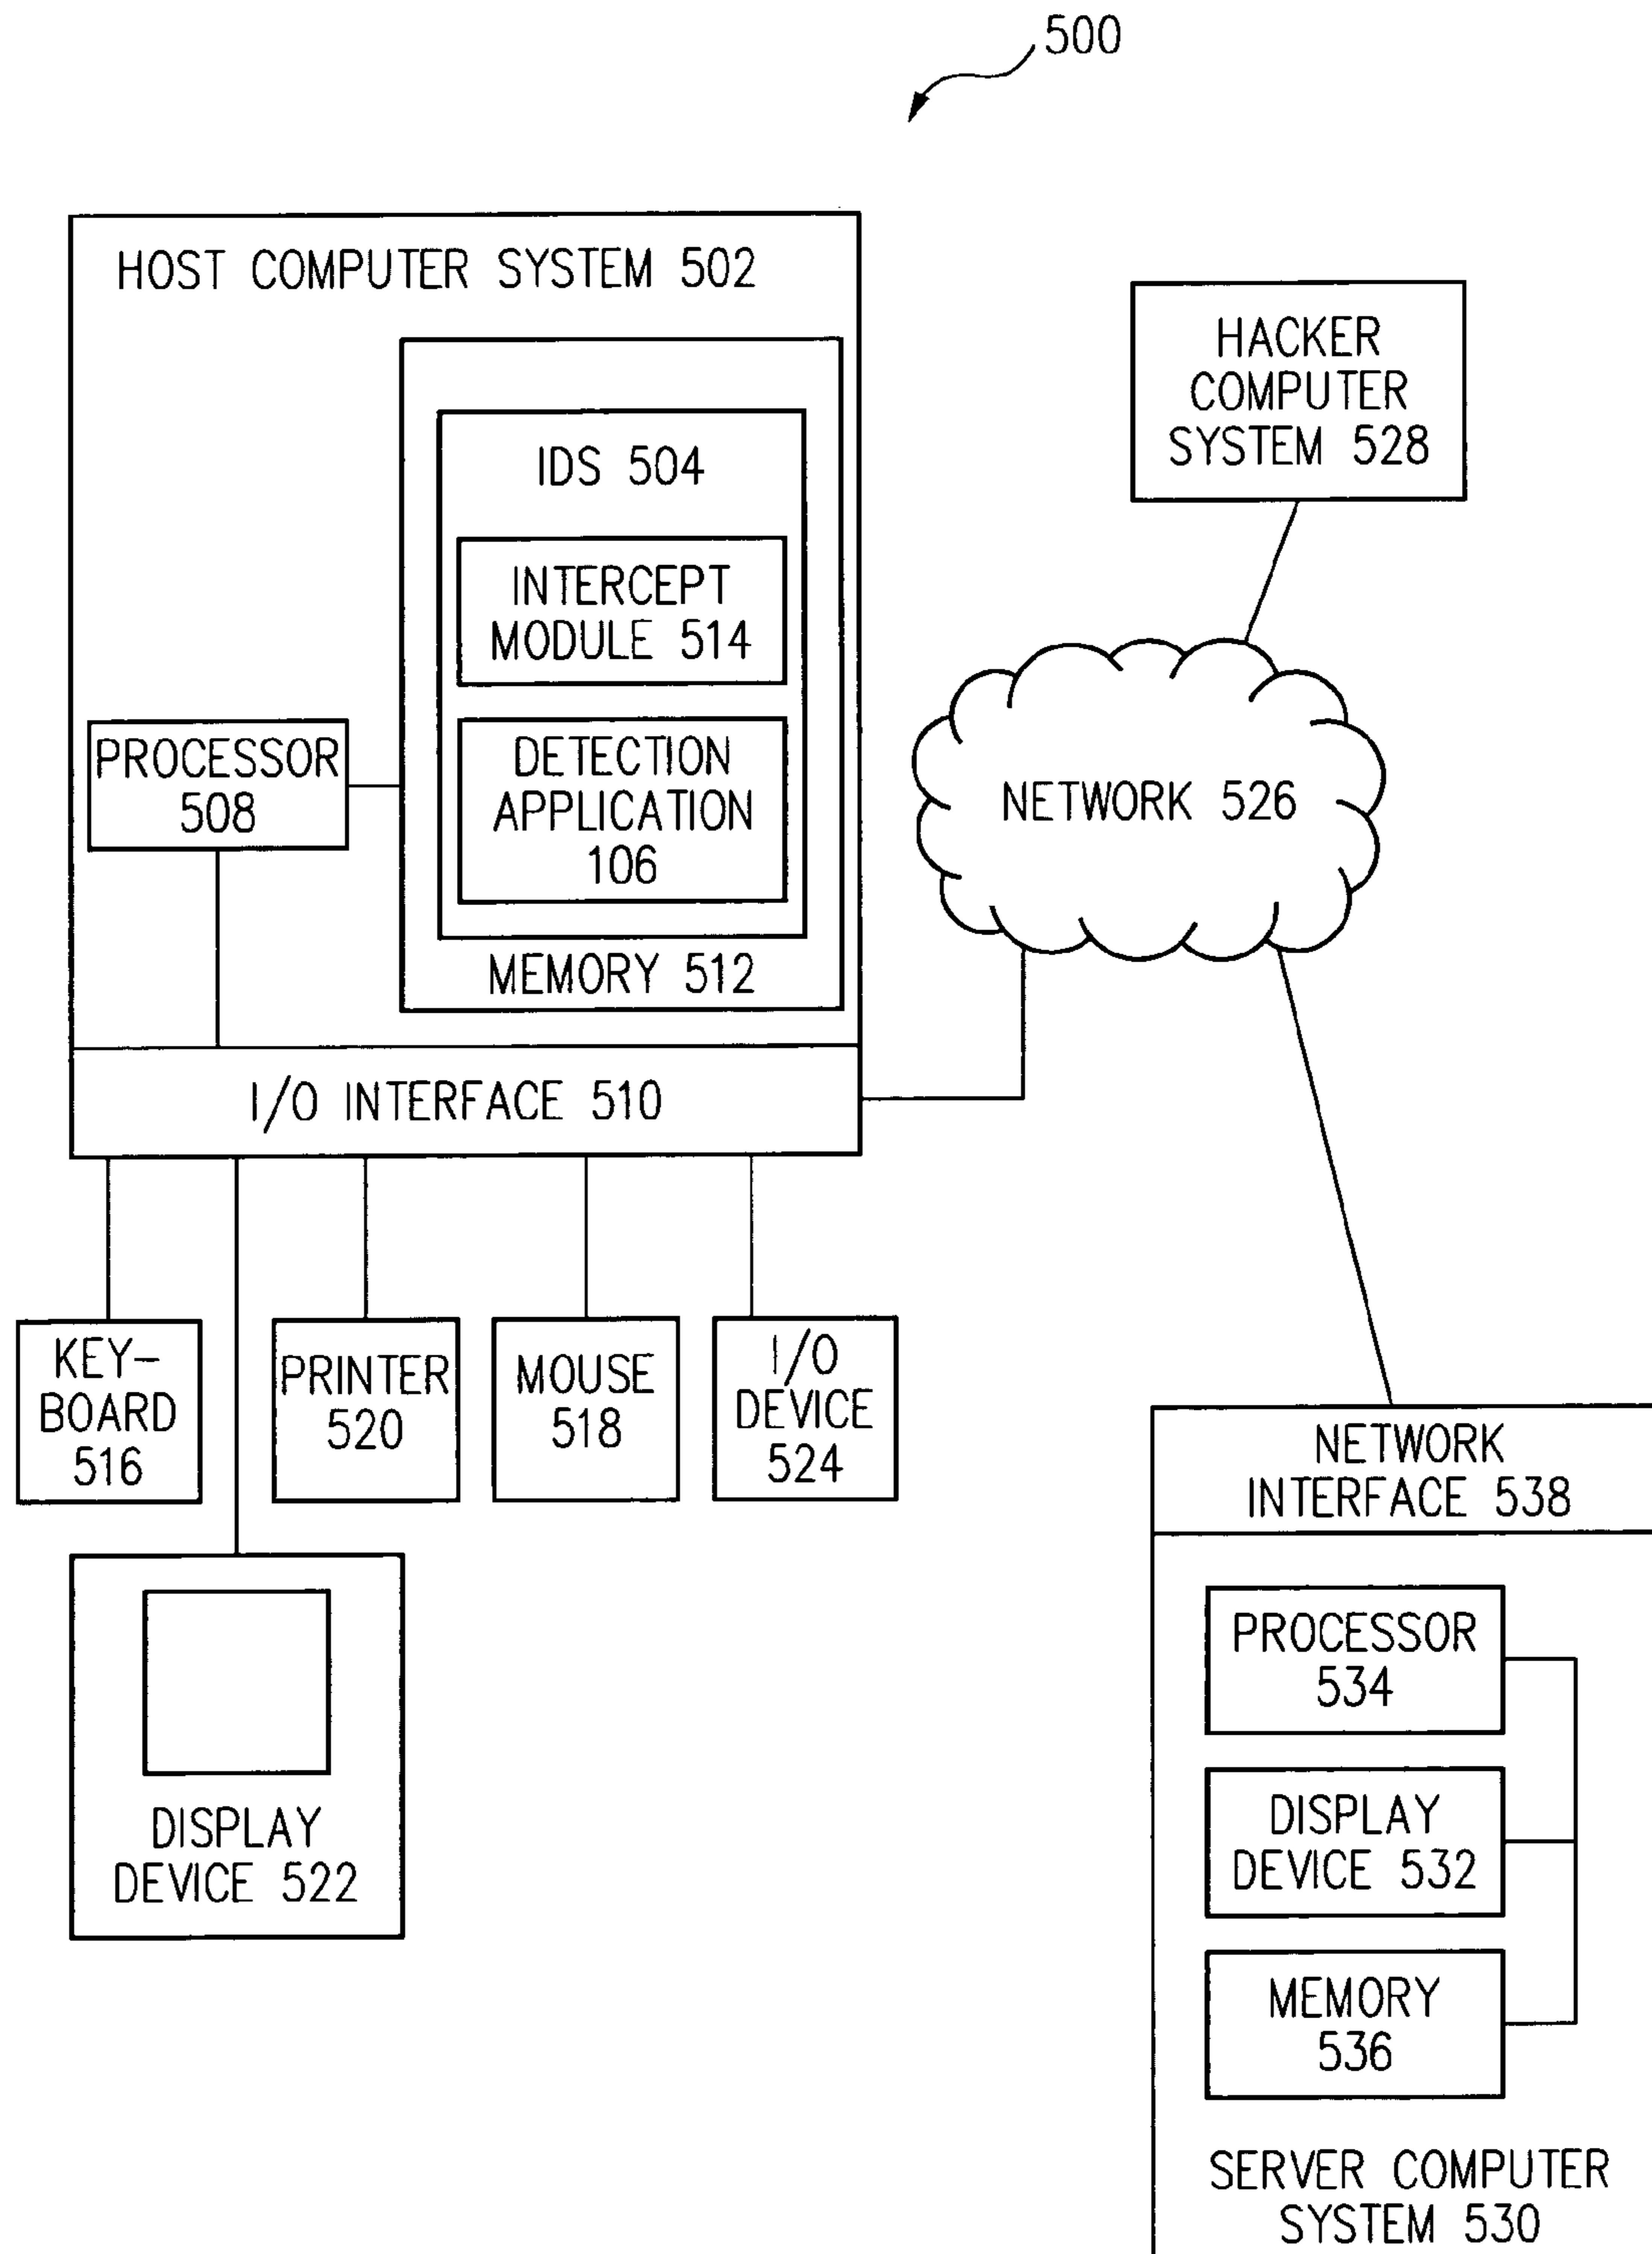 500
HOST COMPUTER SYSTEM 502
IDS 504
INTERCEPT
MODULE 514
DETECTION
APPLICATION
106
MEMORY 512
PROCESSOR
508
I/O INTERFACE 510
HACKER
COMPUTER
SYSTEM 528
NETWORK 526
KEY-
BOARD
516
PRINTER
520
MOUSE
518
I/O
DEVICE
524
DISPLAY
DEVICE 522
NETWORK
INTERFACE 538
PROCESSOR
534
DISPLAY
DEVICE 532
MEMORY
536
SERVER COMPUTER
SYSTEM 530